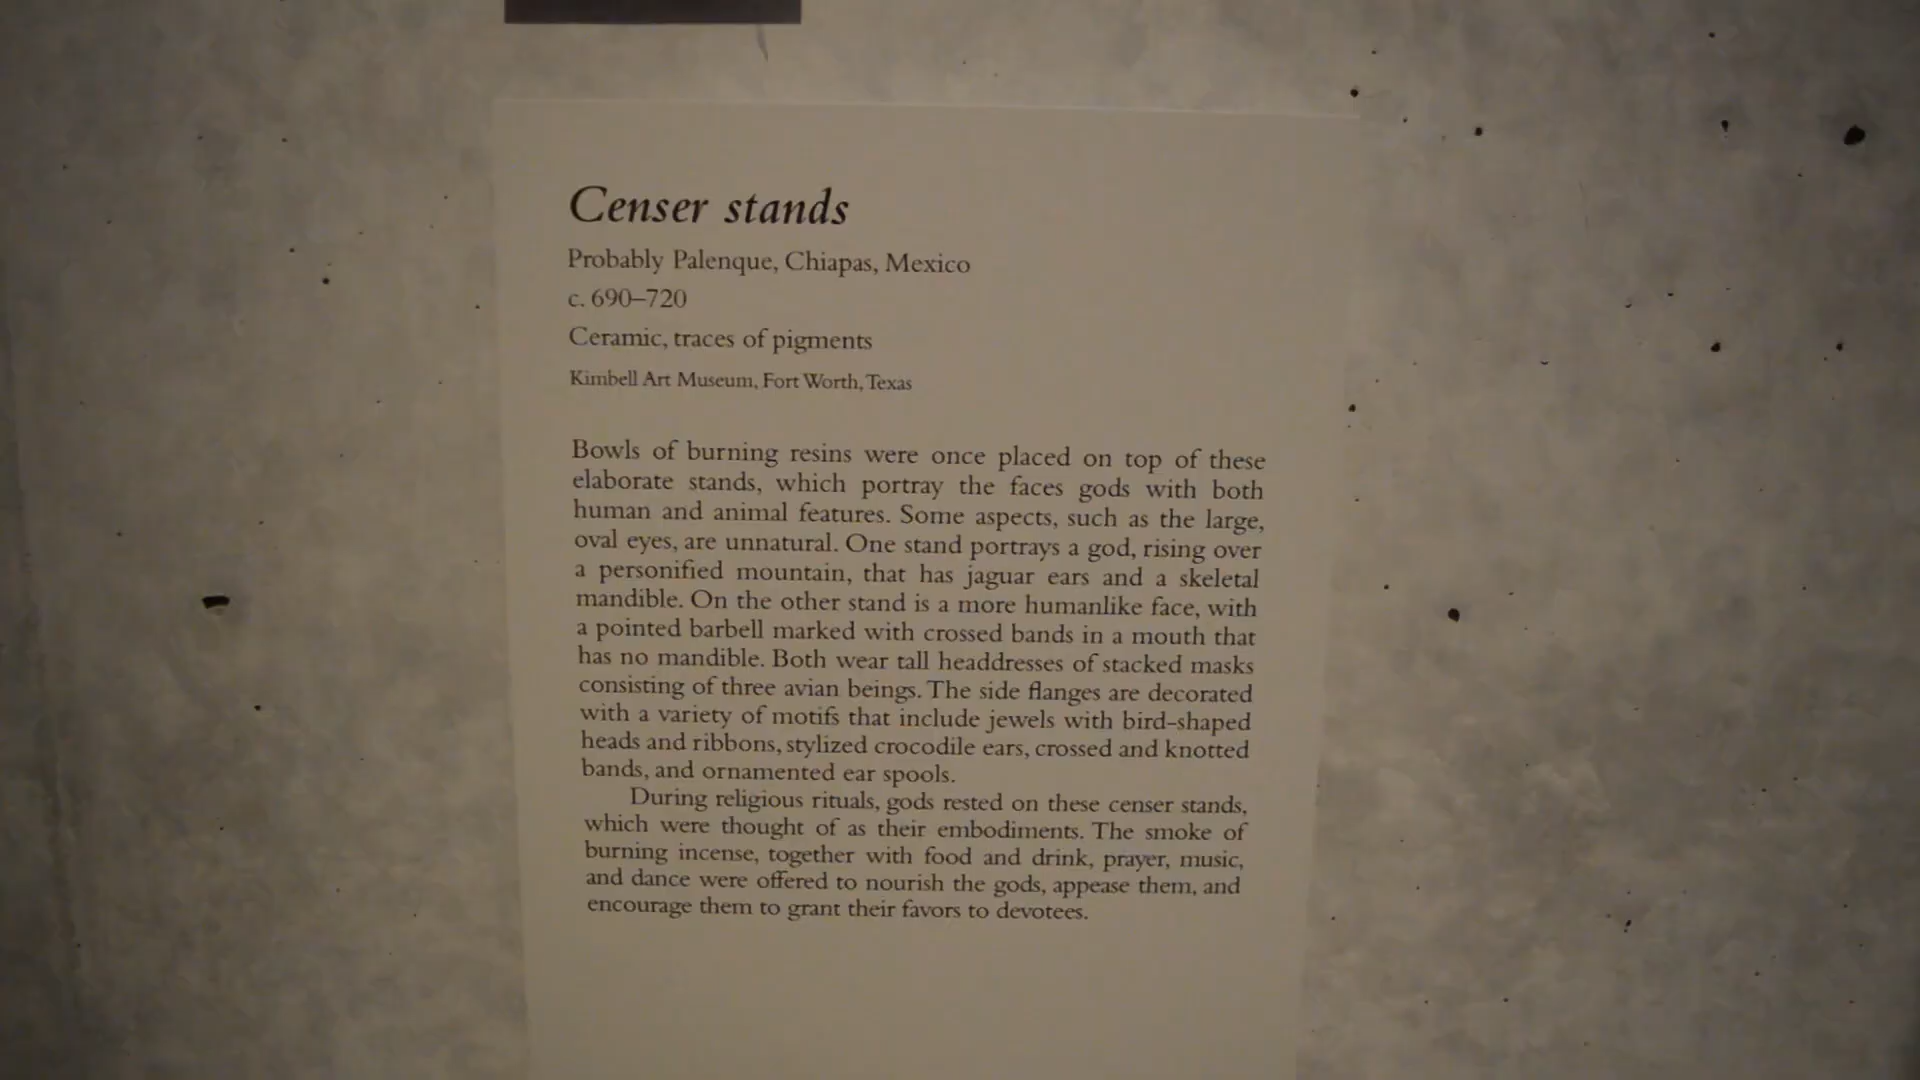 Censer stands
Probably Palenque, Chiapas, Mexico
c. 690–720
Ceramic, traces of pigments
Kimbell Art Museum, Fort Worth, Texas
Bowls of burning resins were once placed on top of these
elaborate stands, which portray the faces gods with both
human and animal features. Some aspects, such as the large,
oval eyes, are unnatural. One stand portrays a god, rising over
a personified mountain, that has jaguar ears and a skeletal
mandible. On the other stand is a more humanlike face, with
a pointed barbell marked with crossed bands in a mouth that
has no mandible. Both wear tall headdresses of stacked masks
consisting of three avian beings. The side flanges are decorated
with a variety of motifs that include jewels with bird-shaped
heads and ribbons, stylized crocodile ears, crossed and knotted
bands, and ornamented ear spools.
During religious rituals, gods rested on these censer stands,
which were thought of as their embodiments. The smoke of
burning incense, together with food and drink, prayer, music,
and dance were offered to nourish the gods, appease them, and
encourage them to grant their favors to devotees.